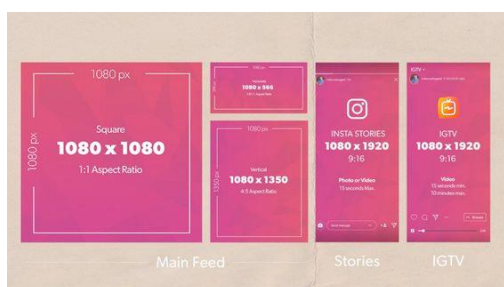 1080 px
1080 px
Square
1080 x 1080
1:1 Aspect Ratio
1080 x 566
1080 px
1350 px
Vertical
1080 x 1350
4:5 Aspect Ratio
INSTA STORIES
1080 x 1920
9:16
Photo or Video
15 seconds Max.
IGTV
IGTV
1080 x 1920
9:16
Video
15 seconds min.
10 minutes max.
Main Feed
Stories
IGTV